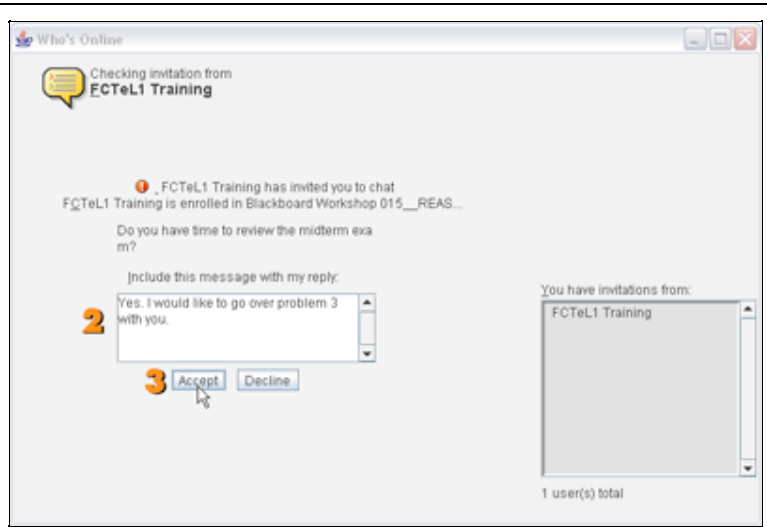 Who's Online
Checking invitation from
FCTeL1 Training
FCTeL1 Training has invited you to chat
FCTeL1 Training is enrolled in Blackboard Workshop 015__REAS...
Do you have time to review the midterm exa
m?
Include this message with my reply:
2
Yes. I would like to go over problem 3
with you.
3
Accept
Decline
You have invitations from:
FCTeL1 Training
1 user(s) total